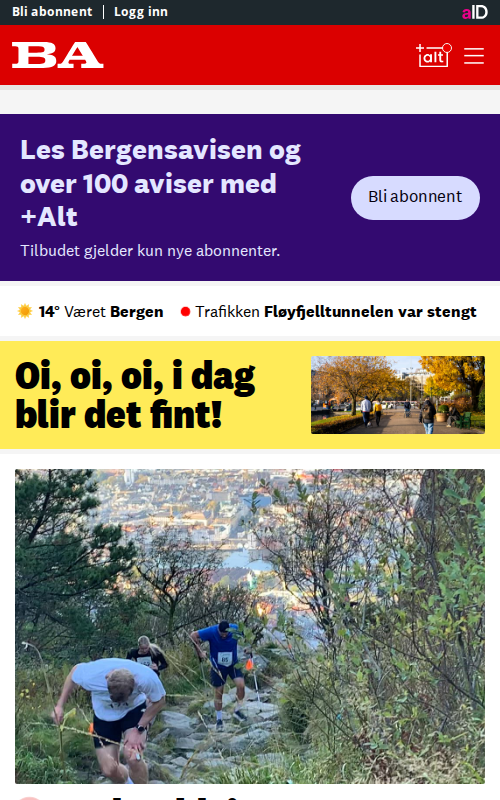 Bli abonnent | Logg inn
aID
BA
+alt
Les Bergensavisen og
over 100 aviser med
+Alt
Bli abonnent
Tilbudet gjelder kun nye abonnenter.
14° Været Bergen
Trafikken Fløyfjelltunnelen var stengt
Oi, oi, oi, i dag
blir det fint!